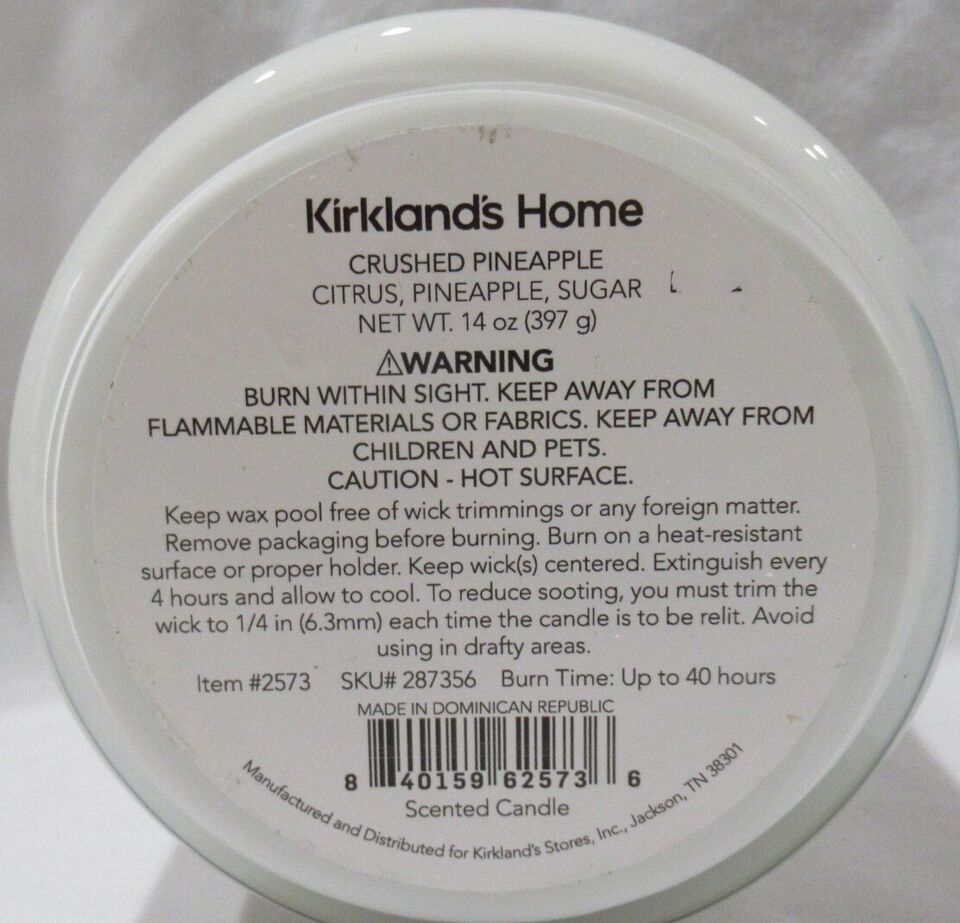 Kirkland's Home
CRUSHED PINEAPPLE
CITRUS, PINEAPPLE, SUGAR
NET WT. 14 oz (397 g)
⚠WARNING
BURN WITHIN SIGHT. KEEP AWAY FROM
FLAMMABLE MATERIALS OR FABRICS. KEEP AWAY FROM
CHILDREN AND PETS.
CAUTION - HOT SURFACE.
Keep wax pool free of wick trimmings or any foreign matter.
Remove packaging before burning. Burn on a heat-resistant
surface or proper holder. Keep wick(s) centered. Extinguish every
4 hours and allow to cool. To reduce sooting, you must trim the
wick to 1/4 in (6.3mm) each time the candle is to be relit. Avoid
using in drafty areas.
Item #2573 SKU# 287356 Burn Time: Up to 40 hours
MADE IN DOMINICAN REPUBLIC
8 40159 62573 6
Scented Candle
Manufactured and Distributed for Kirkland's Stores, Inc., Jackson, TN 38301